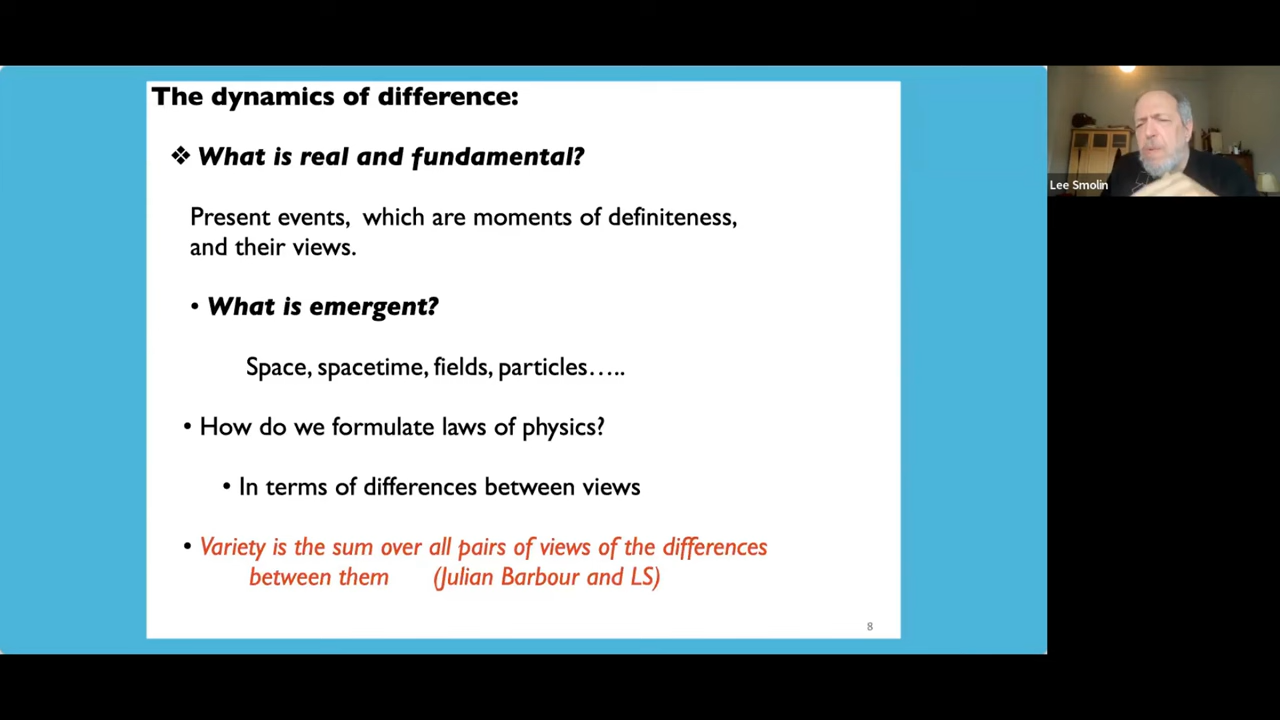 The dynamics of difference:
❖ What is real and fundamental?
Present events, which are moments of definiteness,
and their views.
• What is emergent?
Space, spacetime, fields, particles…..
• How do we formulate laws of physics?
• In terms of differences between views
• Variety is the sum over all pairs of views of the differences
between them (Julian Barbour and LS)
8
Lee Smolin